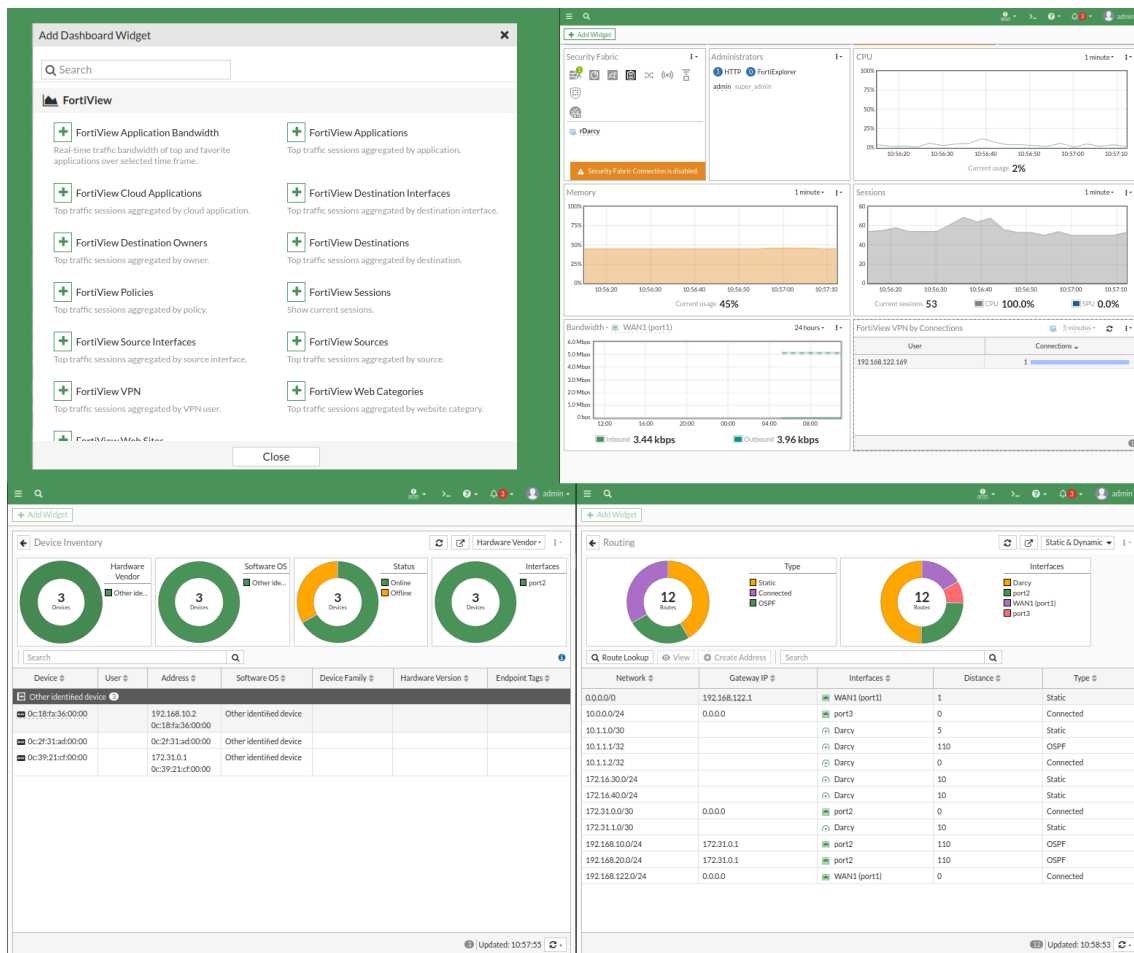 Add Dashboard Widget
Search
FortiView
FortiView Application Bandwidth
Real-time traffic bandwidth of top and favorite
applications over selected time frame.
FortiView Applications
Top traffic sessions aggregated by application.
FortiView Cloud Applications
Top traffic sessions aggregated by cloud application.
FortiView Destination Interfaces
Top traffic sessions aggregated by destination interface.
FortiView Destination Owners
Top traffic sessions aggregated by owner.
FortiView Destinations
Top traffic sessions aggregated by destination.
FortiView Policies
Top traffic sessions aggregated by policy.
FortiView Sessions
Show current sessions.
FortiView Source Interfaces
Top traffic sessions aggregated by source interface.
FortiView Sources
Top traffic sessions aggregated by source.
FortiView VPN
Top traffic sessions aggregated by VPN user.
FortiView Web Categories
Top traffic sessions aggregated by website category.
FortiView Web Sites
Close
3 admin
+ Add Widget
Security Fabric
1
rDarcy
Security Fabric Connection is disabled.
Administrators
1 HTTP 0 FortiExplorer
admin super_admin
CPU 1 minute
100%
75%
50%
25%
0%
10:56:20 10:56:30 10:56:40 10:56:50 10:57:00 10:57:10
Current usage 2%
Memory 1 minute
100%
75%
50%
25%
0%
10:56:20 10:56:30 10:56:40 10:56:50 10:57:00 10:57:10
Current usage 45%
Sessions 1 minute
80
60
40
20
0
10:56:20 10:56:30 10:56:40 10:56:50 10:57:00 10:57:10
Current sessions 53 CPU 100.0% SPU 0.0%
Bandwidth - WAN1 (port1) 24 hours
6.0 Mbps
5.0 Mbps
4.0 Mbps
3.0 Mbps
2.0 Mbps
1.0 Mbps
0 bps
12:00 16:00 20:00 00:00 04:00 08:00
Inbound 3.44 kbps Outbound 3.96 kbps
FortiView VPN by Connections 5 minutes
User Connections
192.168.122.169 1
3 admin
+ Add Widget
Device Inventory Hardware Vendor
Hardware
Vendor
Other ide...
3
Devices
Software OS
Other ide...
3
Devices
Status
Online
Offline
3
Devices
Interfaces
port2
3
Devices
Search
Device User Address Software OS Device Family Hardware Version Endpoint Tags
Other identified device 3
0c:18:fa:36:00:00 192.168.10.2 Other identified device
0c:18:fa:36:00:00
0c:2f:31:ad:00:00 0c:2f:31:ad:00:00 Other identified device
0c:39:21:cf:00:00 172.31.0.1 Other identified device
0c:39:21:cf:00:00
3 Updated: 10:57:55
3 admin
+ Add Widget
Routing Static & Dynamic
Type
Static
Connected
OSPF
12
Routes
Interfaces
Darcy
port2
WAN1 (port1)
port3
12
Routes
Route Lookup View Create Address Search
Network Gateway IP Interfaces Distance Type
0.0.0.0/0 192.168.122.1 WAN1 (port1) 1 Static
10.0.0.0/24 0.0.0.0 port3 0 Connected
10.1.1.0/30 Darcy 5 Static
10.1.1.1/32 Darcy 110 OSPF
10.1.1.2/32 Darcy 0 Connected
172.16.30.0/24 Darcy 10 Static
172.16.40.0/24 Darcy 10 Static
172.31.0.0/30 0.0.0.0 port2 0 Connected
172.31.1.0/30 Darcy 10 Static
192.168.10.0/24 172.31.0.1 port2 110 OSPF
192.168.20.0/24 172.31.0.1 port2 110 OSPF
192.168.122.0/24 0.0.0.0 WAN1 (port1) 0 Connected
12 Updated: 10:58:53